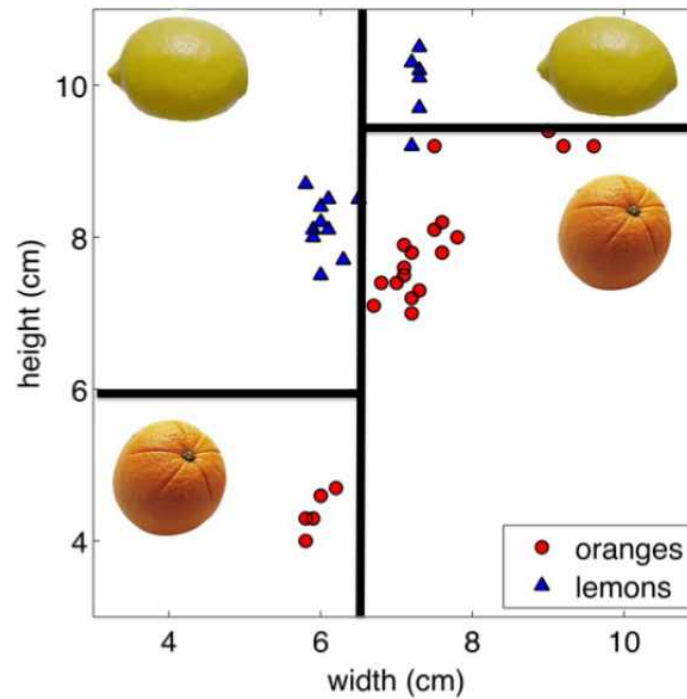 10
8
6
4
height (cm)
4 6 8 10
width (cm)
oranges
lemons